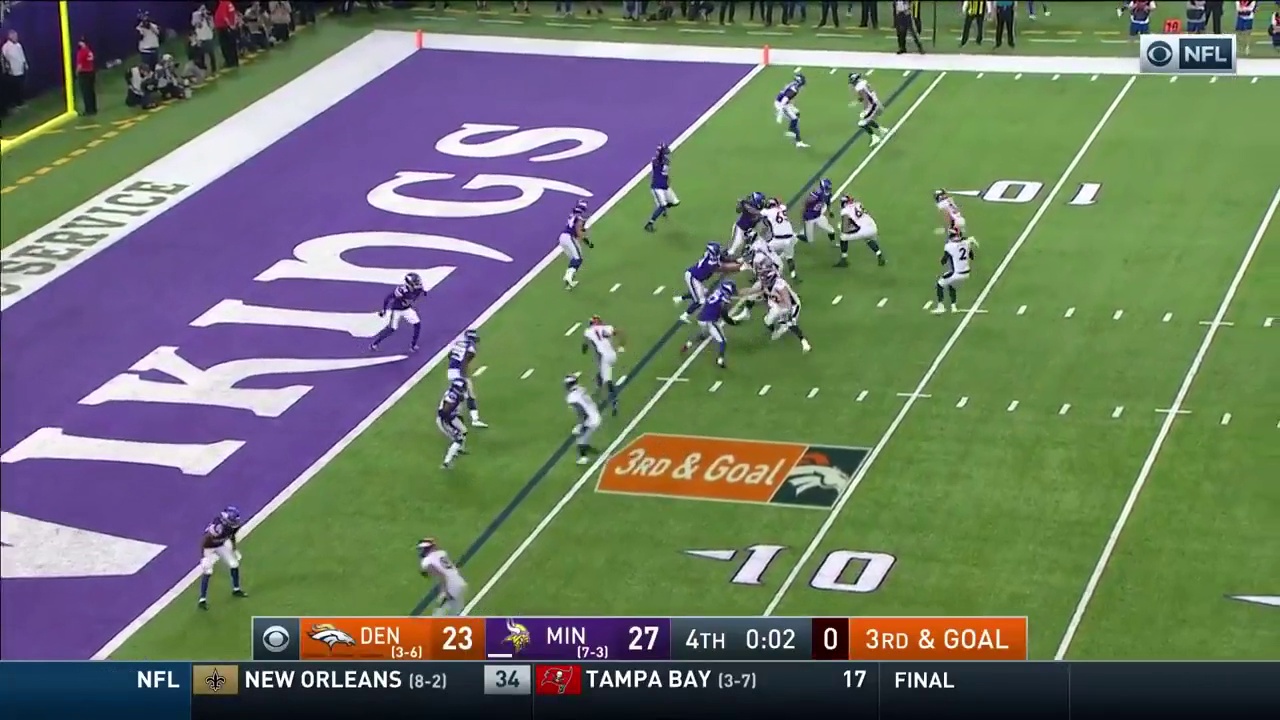 NFL
SERVICE
VIKINGS
10
3RD & Goal
10
DEN 23 MIN 27 4TH 0:02 0 3RD & GOAL
(3-6) (7-3)
NFL NEW ORLEANS (8-2) 34 TAMPA BAY (3-7) 17 FINAL